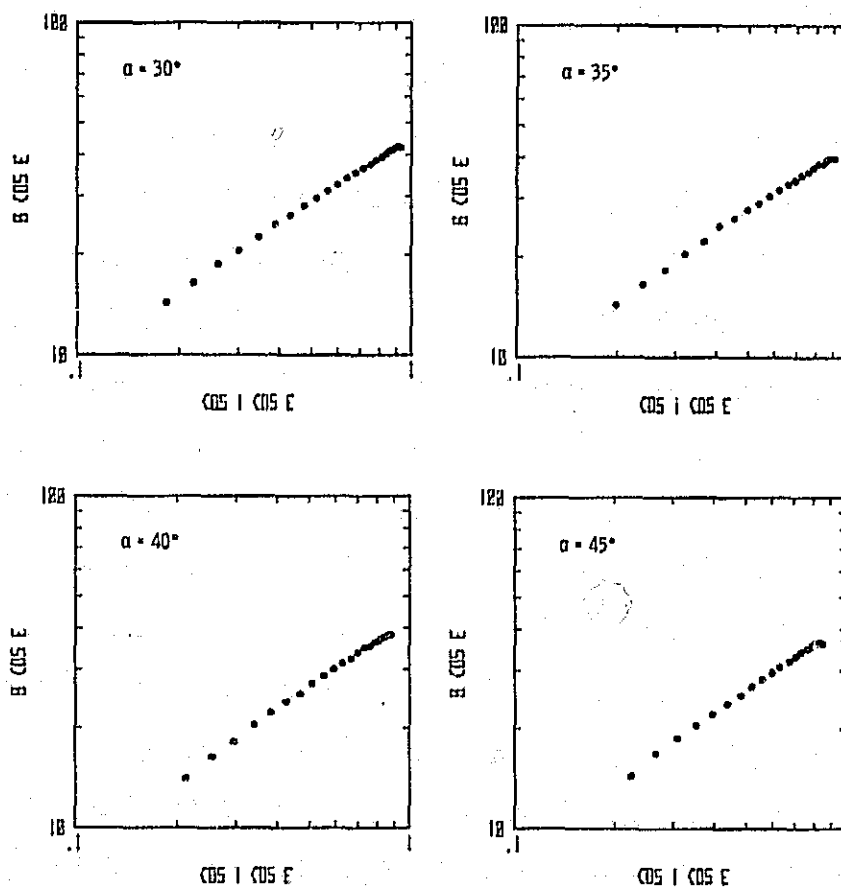 100
α = 30°
B COS E
10
.1
1
COS I COS E
100
α = 35°
B COS E
10
.1
COS i COS E
100
α = 40°
B COS E
10
.1
1
COS I COS E
100
α = 45°
B COS E
10
.1
COS I COS E